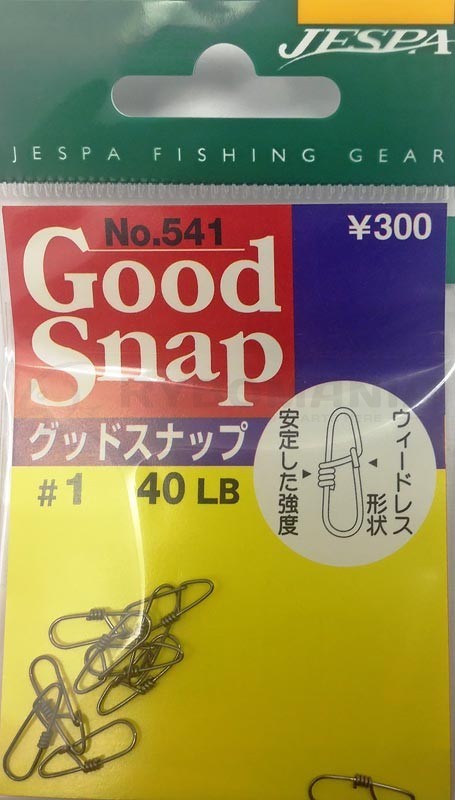 JESPA
JESPA FISHING GEAR
No.541
¥300
Good
Snap
グッドスナップ
#1 40 LB
ウィードレス
形状
安定した強度